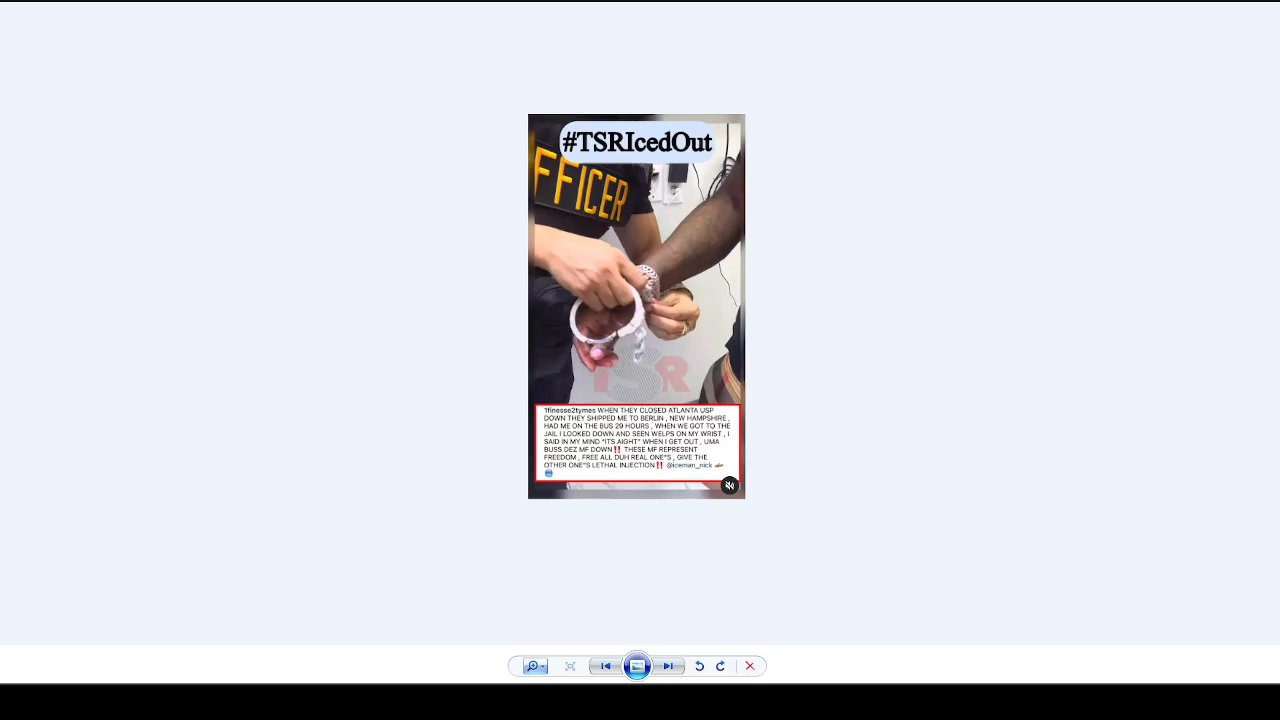 #TSRIcedOut
FFICER
TSR
1finesse2tymes WHEN THEY CLOSED ATLANTA USP
DOWN THEY SHIPPED ME TO BERLIN , NEW HAMPSHIRE ,
HAD ME ON THE BUS 29 HOURS , WHEN WE GOT TO THE
JAIL I LOOKED DOWN AND SEEN WELPS ON MY WRIST , I
SAID IN MY MIND "ITS AIGHT" WHEN I GET OUT , UMA
BUSS DEZ MF DOWN‼️ THESE MF REPRESENT
FREEDOM , FREE ALL DUH REAL ONE"S , GIVE THE
OTHER ONE"S LETHAL INJECTION‼️ @iceman_nick